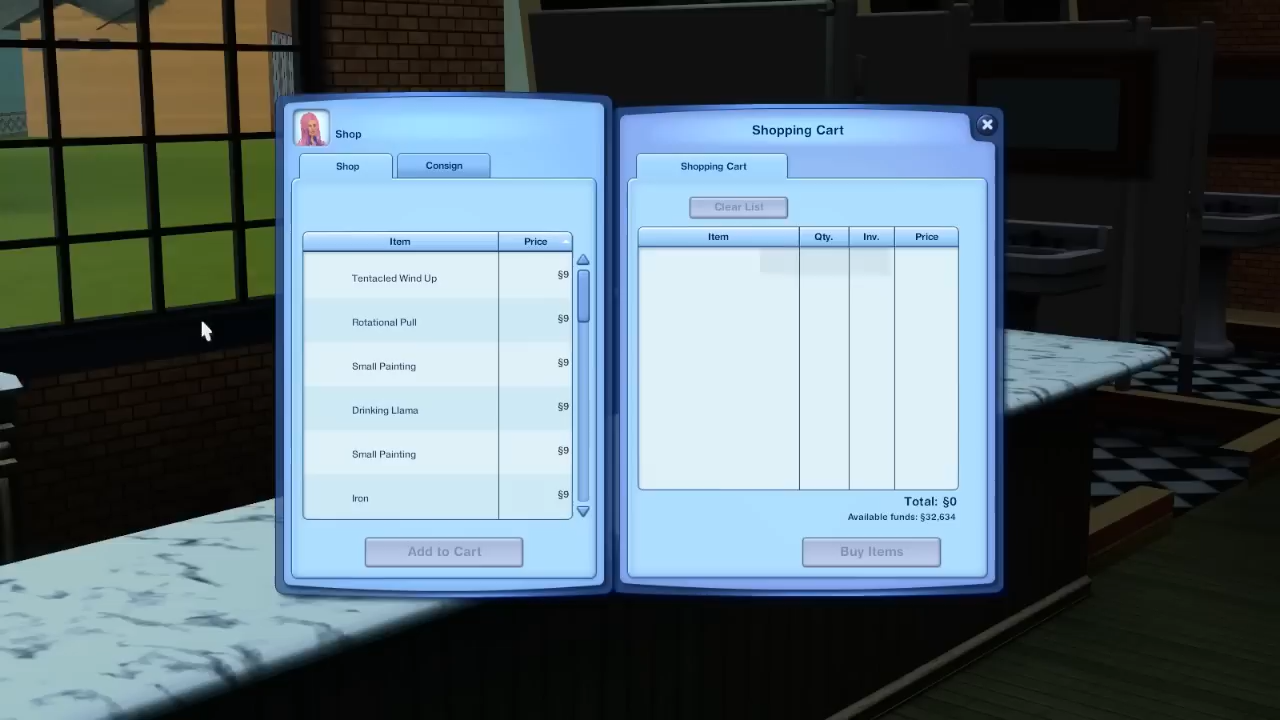 Shop
Shop
Consign
Item
Price
Tentacled Wind Up
§9
Rotational Pull
§9
Small Painting
§9
Drinking Llama
§9
Small Painting
§9
Iron
§9
Add to Cart
Shopping Cart
Shopping Cart
Clear List
Item
Qty.
Inv.
Price
Total: §0
Available funds: §32,634
Buy Items